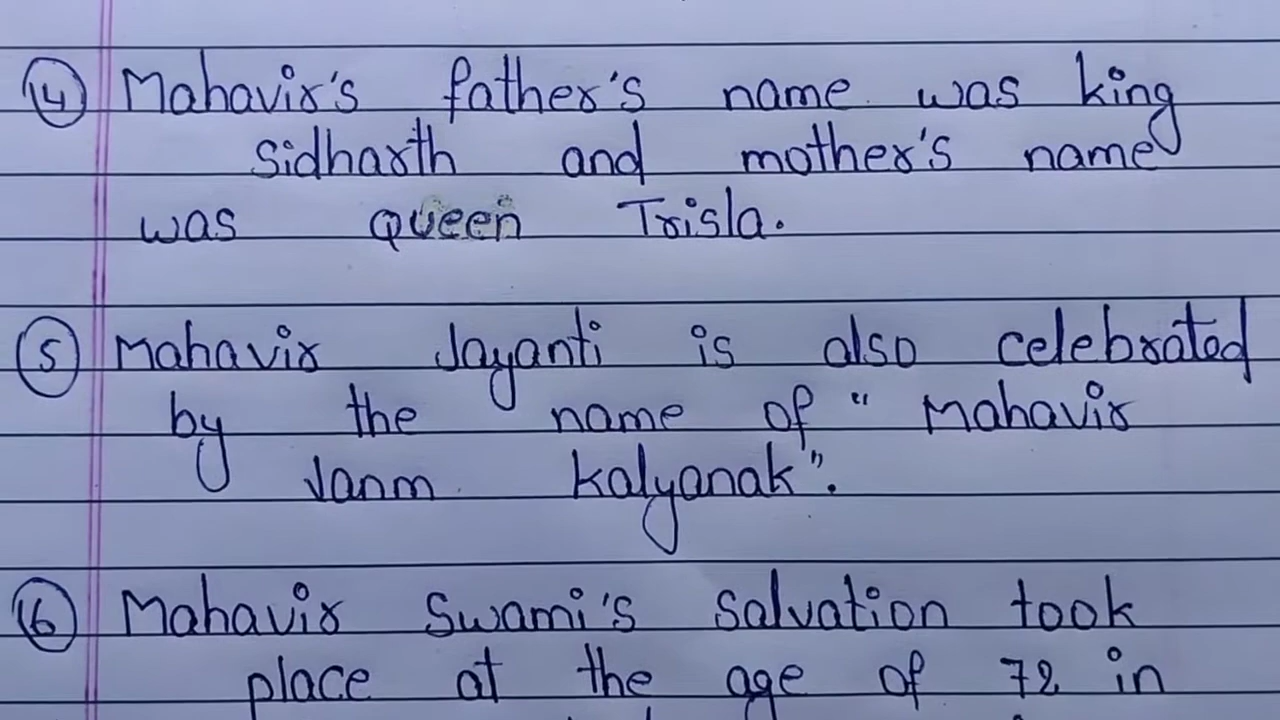 4 Mahavir's father's name was king
Sidharth and mother's name
was queen Trisla.
5 Mahavir Jayanti is also celebrated
by the name of "Mahavir
Janm Kalyanak".
6 Mahavir Swami's salvation took
place at the age of 72 in